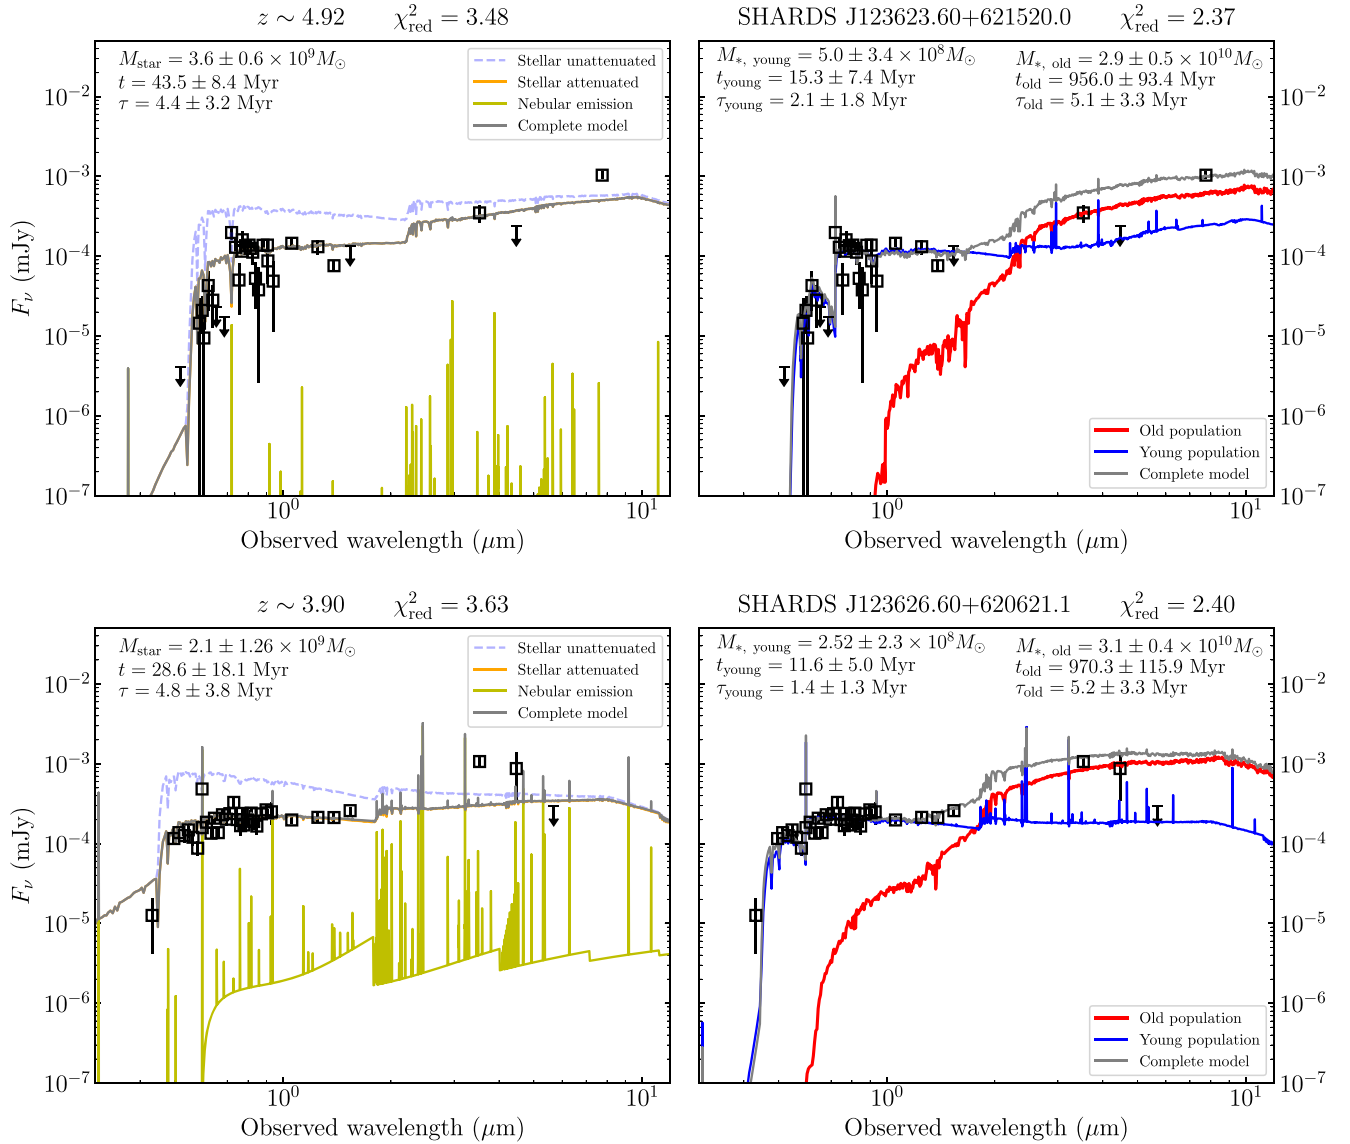 z ∼ 4.92 χ²red = 3.48
Mstar = 3.6 ± 0.6 × 10⁹M⊙
t = 43.5 ± 8.4 Myr
τ = 4.4 ± 3.2 Myr
Stellar unattenuated
Stellar attenuated
Nebular emission
Complete model
10⁻²
10⁻³
10⁻⁴
10⁻⁵
10⁻⁶
10⁻⁷
Fν (mJy)
10⁰ 10¹
Observed wavelength (μm)
SHARDS J123623.60+621520.0 χ²red = 2.37
M*, young = 5.0 ± 3.4 × 10⁸M⊙
tyoung = 15.3 ± 7.4 Myr
τyoung = 2.1 ± 1.8 Myr
M*, old = 2.9 ± 0.5 × 10¹⁰M⊙
told = 956.0 ± 93.4 Myr
τold = 5.1 ± 3.3 Myr
10⁻²
10⁻³
10⁻⁴
10⁻⁵
10⁻⁶
10⁻⁷
Old population
Young population
Complete model
10⁰ 10¹
Observed wavelength (μm)
z ∼ 3.90 χ²red = 3.63
Mstar = 2.1 ± 1.26 × 10⁹M⊙
t = 28.6 ± 18.1 Myr
τ = 4.8 ± 3.8 Myr
Stellar unattenuated
Stellar attenuated
Nebular emission
Complete model
10⁻²
10⁻³
10⁻⁴
10⁻⁵
10⁻⁶
10⁻⁷
Fν (mJy)
10⁰ 10¹
Observed wavelength (μm)
SHARDS J123626.60+620621.1 χ²red = 2.40
M*, young = 2.52 ± 2.3 × 10⁸M⊙
tyoung = 11.6 ± 5.0 Myr
τyoung = 1.4 ± 1.3 Myr
M*, old = 3.1 ± 0.4 × 10¹⁰M⊙
told = 970.3 ± 115.9 Myr
τold = 5.2 ± 3.3 Myr
10⁻²
10⁻³
10⁻⁴
10⁻⁵
10⁻⁶
10⁻⁷
Old population
Young population
Complete model
10⁰ 10¹
Observed wavelength (μm)